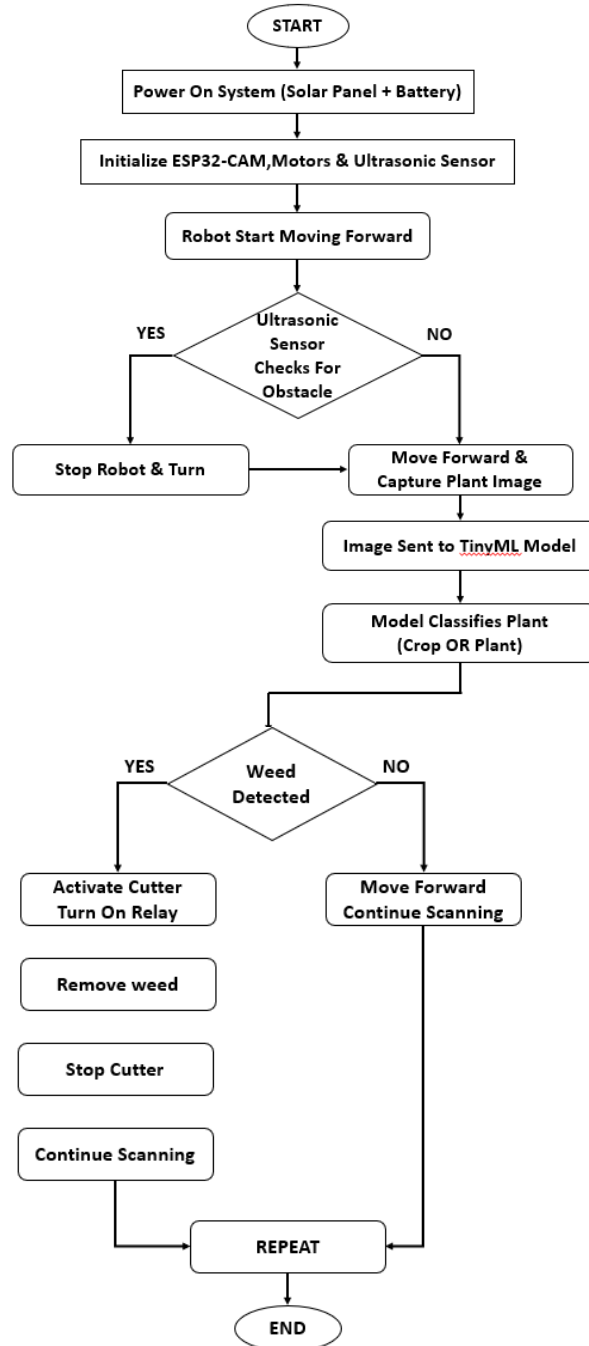 START
Power On System (Solar Panel + Battery)
Initialize ESP32-CAM,Motors & Ultrasonic Sensor
Robot Start Moving Forward
Ultrasonic
Sensor
Checks For
Obstacle
YES
NO
Stop Robot & Turn
Move Forward &
Capture Plant Image
Image Sent to TinyML Model
Model Classifies Plant
(Crop OR Plant)
Weed
Detected
YES
NO
Activate Cutter
Turn On Relay
Move Forward
Continue Scanning
Remove weed
Stop Cutter
Continue Scanning
REPEAT
END